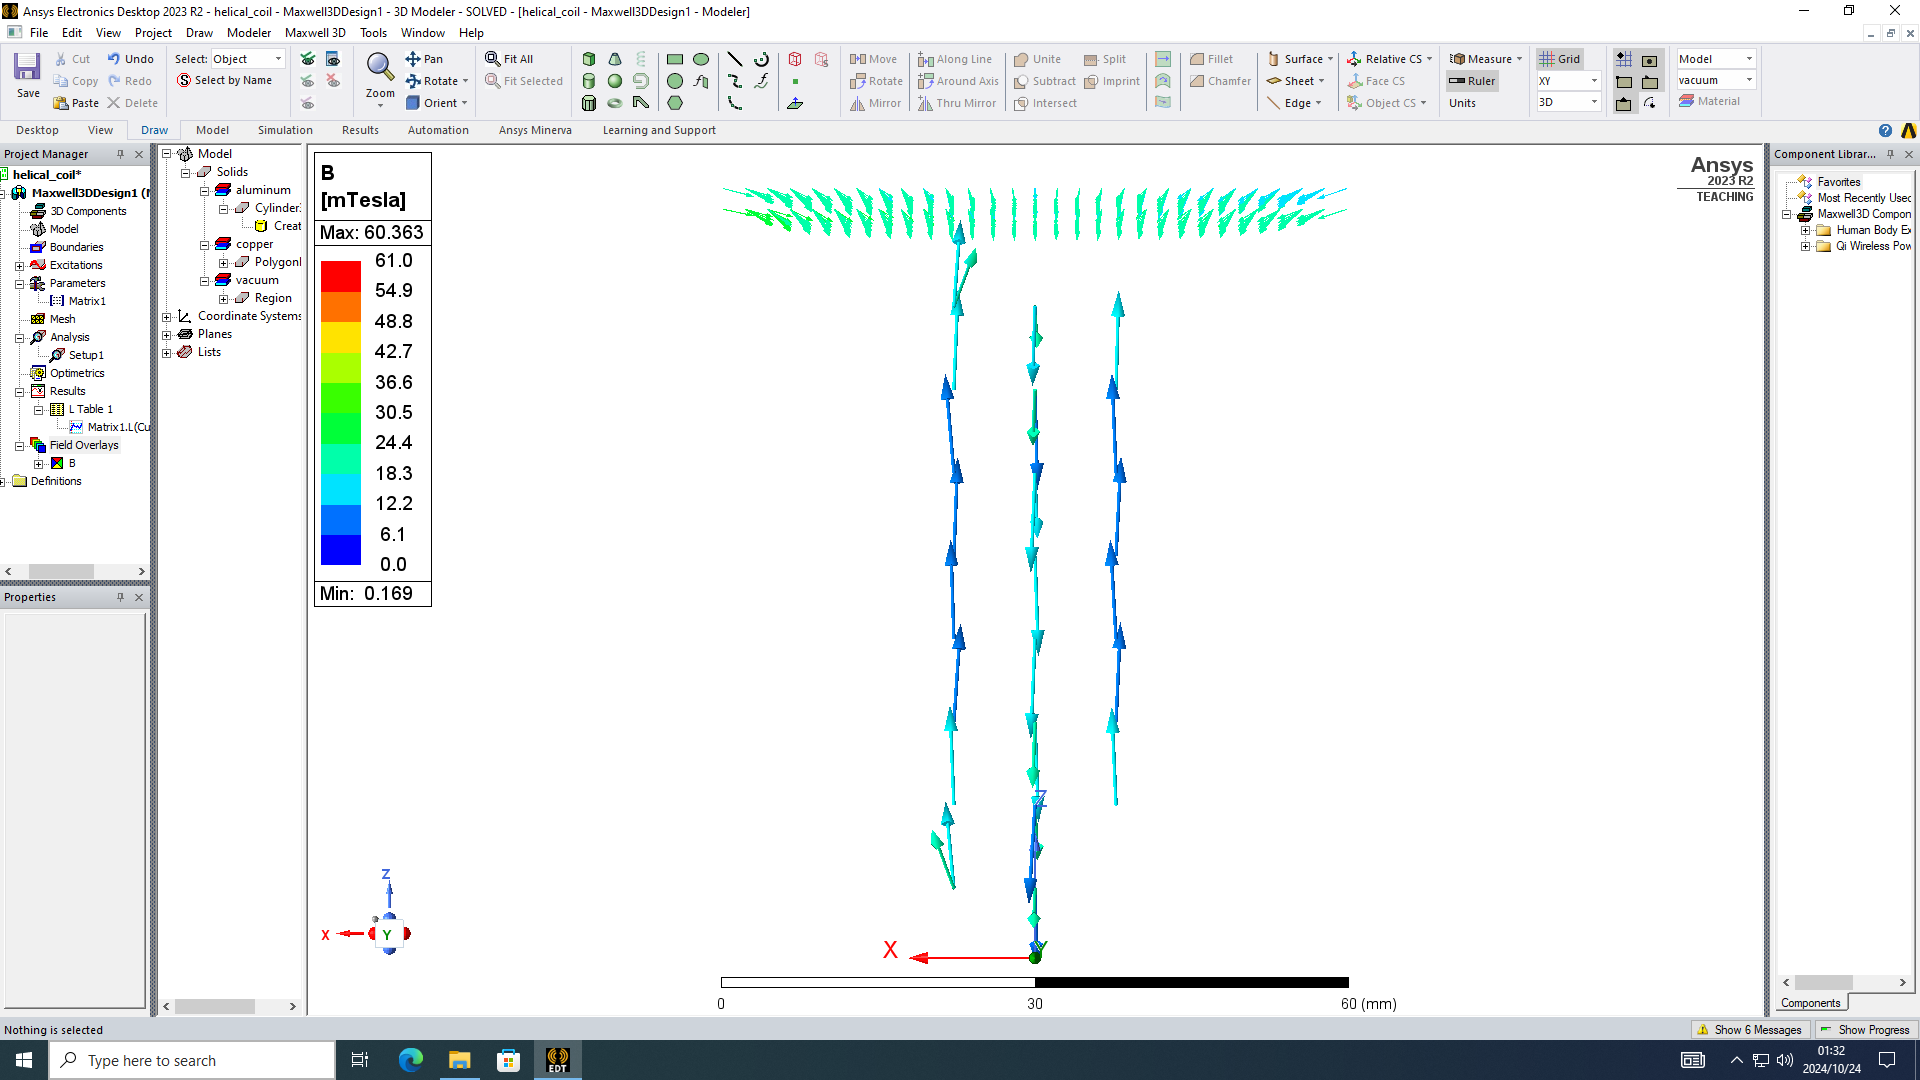 Ansys Electronics Desktop 2023 R2 - helical_coil - Maxwell3DDesign1 - 3D Modeler - SOLVED - [helical_coil - Maxwell3DDesign1 - Modeler]
File Edit View Project Draw Modeler Maxwell 3D Tools Window Help
Save
Cut
Copy
Paste
Undo
Redo
Delete
Select: Object
Select by Name
Zoom
Pan
Rotate
Orient
Fit All
Fit Selected
Move
Rotate
Mirror
Along Line
Around Axis
Thru Mirror
Unite
Subtract
Intersect
Split
Imprint
Fillet
Chamfer
Surface
Sheet
Edge
Relative CS
Face CS
Object CS
Measure
Ruler
Units
Grid
XY
3D
Model
vacuum
Material
Desktop View Draw Model Simulation Results Automation Ansys Minerva Learning and Support
Project Manager
helical_coil*
Maxwell3DDesign1 (
3D Components
Model
Boundaries
Excitations
Parameters
Matrix1
Mesh
Analysis
Setup1
Optimetrics
Results
L Table 1
Matrix1.L(Cu
Field Overlays
B
Definitions
Properties
Model
Solids
aluminum
Cylinder
Creat
copper
Polygon
vacuum
Region
Coordinate Systems
Planes
Lists
B
[mTesla]
Max: 60.363
61.0
54.9
48.8
42.7
36.6
30.5
24.4
18.3
12.2
6.1
0.0
Min: 0.169
Ansys
2023 R2
TEACHING
Z
X
Y
Z
X
Y
0 30 60 (mm)
Component Librar...
Favorites
Most Recently Used
Maxwell3D Compon
Human Body Ex
Qi Wireless Pow
Components
Nothing is selected
Show 6 Messages
Show Progress
Type here to search
EDT
01:32
2024/10/24